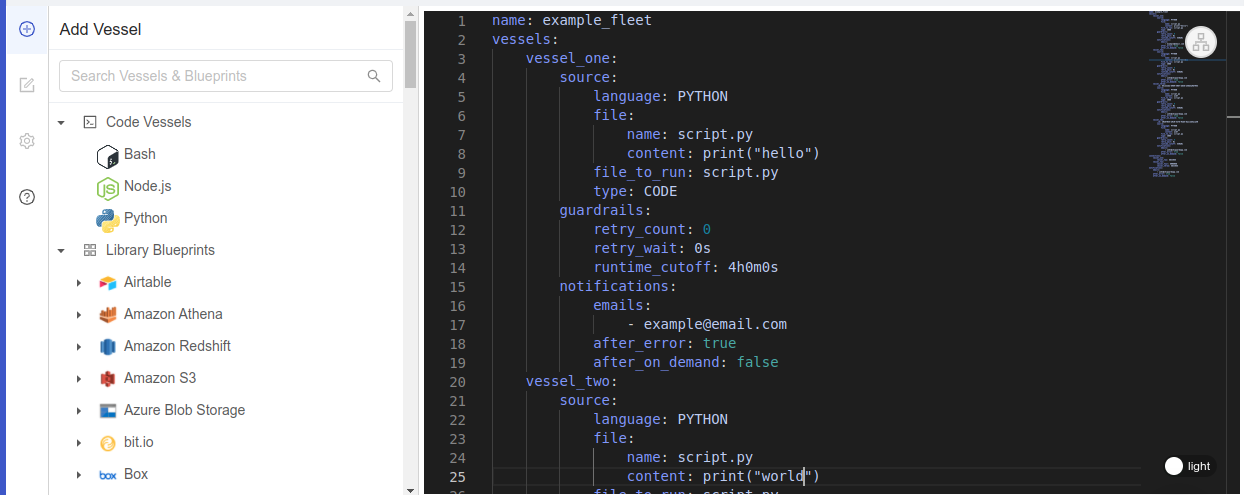 Add Vessel
Search Vessels & Blueprints
Code Vessels
Bash
Node.js
Python
Library Blueprints
Airtable
Amazon Athena
Amazon Redshift
Amazon S3
Azure Blob Storage
bit.io
box Box
1 name: example_fleet
2 vessels:
3 vessel_one:
4 source:
5 language: PYTHON
6 file:
7 name: script.py
8 content: print("hello")
9 file_to_run: script.py
10 type: CODE
11 guardrails:
12 retry_count: 0
13 retry_wait: 0s
14 runtime_cutoff: 4h0m0s
15 notifications:
16 emails:
17 - example@email.com
18 after_error: true
19 after_on_demand: false
20 vessel_two:
21 source:
22 language: PYTHON
23 file:
24 name: script.py
25 content: print("world")
26 file_to_run: script.py
light